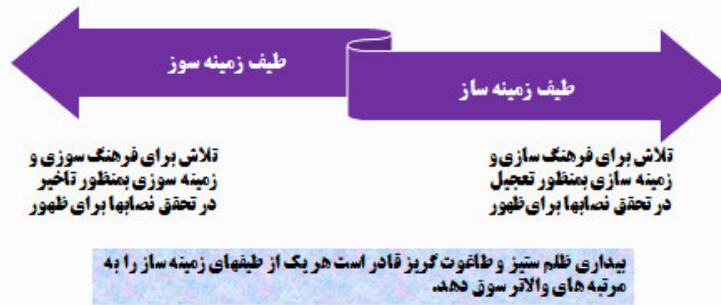 طیف زمینه ساز
طیف زمینه سوز
تلاش برای فرهنگ سازی و
زمینه سازی بمنظور تعجیل
در تحقق نصابها برای ظهور
تلاش برای فرهنگ سوزی و
زمینه سوزی بمنظور تاخیر
در تحقق نصابها برای ظهور
بیداری ظلم ستیز و طاغوت گریز قادر است هر یک از طیفهای زمینه ساز را به
مرتبه های والاتر سوق دهد.